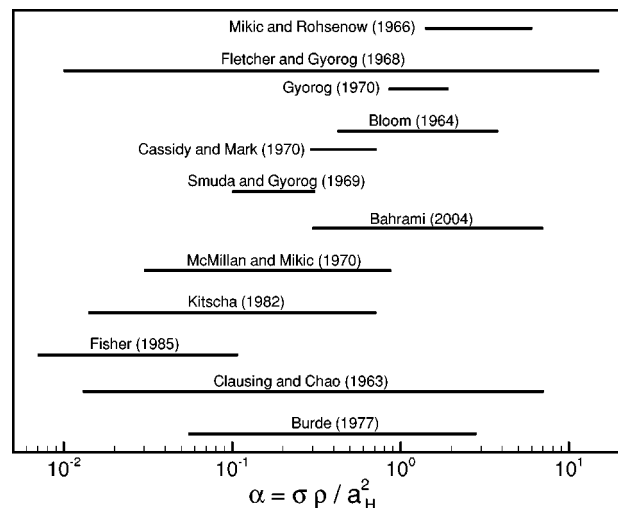 Mikic and Rohsenow (1966)
Fletcher and Gyorog (1968)
Gyorog (1970)
Bloom (1964)
Cassidy and Mark (1970)
Smuda and Gyorog (1969)
Bahrami (2004)
McMillan and Mikic (1970)
Kitscha (1982)
Fisher (1985)
Clausing and Chao (1963)
Burde (1977)
10⁻² 10⁻¹ 10⁰ 10¹
α = σ ρ / a²_H